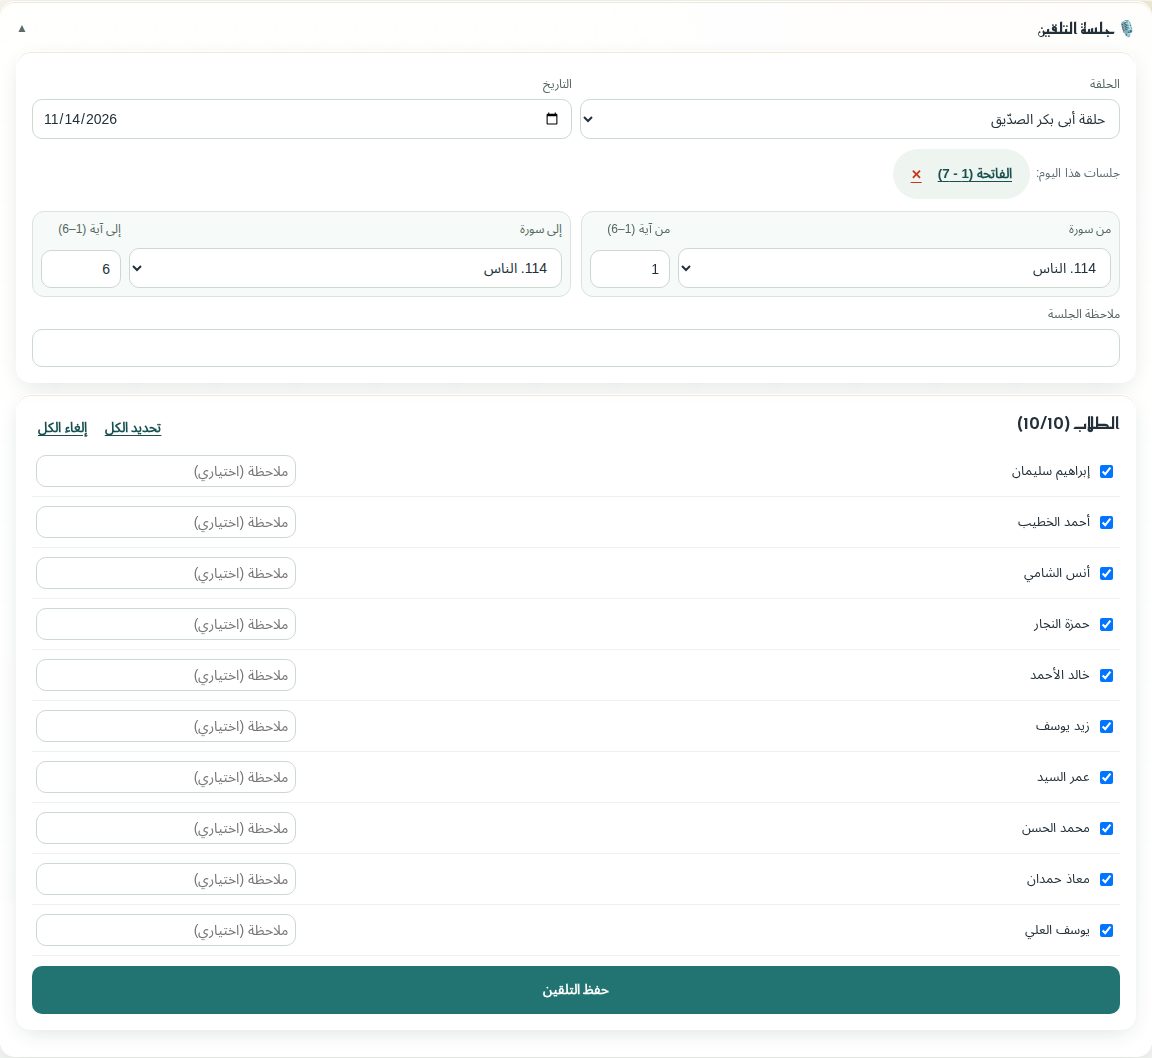 🎙️ جلسة التلقين ▲
الحلقة التاريخ
حلقة أبي بكر الصدّيق 11/14/2026
جلسات هذا اليوم: الفاتحة (1 - 7) ✕
من سورة من آية (1–6) إلى سورة إلى آية (1–6)
114. الناس 1 114. الناس 6
ملاحظة الجلسة
الطلاب (10/10) تحديد الكل إلغاء الكل
إبراهيم سليمان ملاحظة (اختياري)
أحمد الخطيب ملاحظة (اختياري)
أنس الشامي ملاحظة (اختياري)
حمزة النجار ملاحظة (اختياري)
خالد الأحمد ملاحظة (اختياري)
زيد يوسف ملاحظة (اختياري)
عمر السيد ملاحظة (اختياري)
محمد الحسن ملاحظة (اختياري)
معاذ حمدان ملاحظة (اختياري)
يوسف العلي ملاحظة (اختياري)
حفظ التلقين